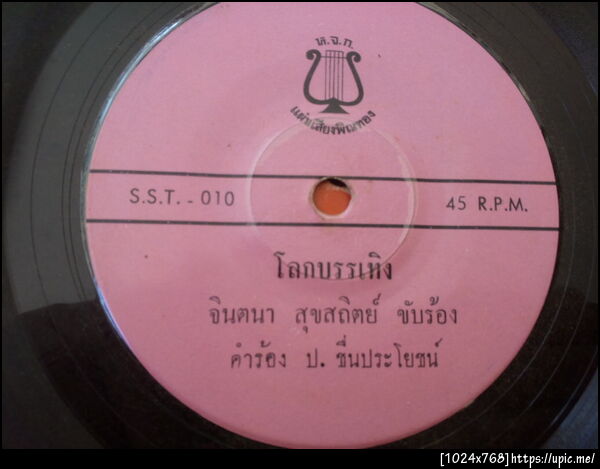 ห.จ.ก.
แผ่นเสียงพิณทอง
S.S.T. - 010
45 R.P.M.
โลกบรรเทิง
จินตนา สุขสถิตย์ ขับร้อง
คำร้อง ป. ชื่นประโยชน์
[1024x768]https://upic.me/